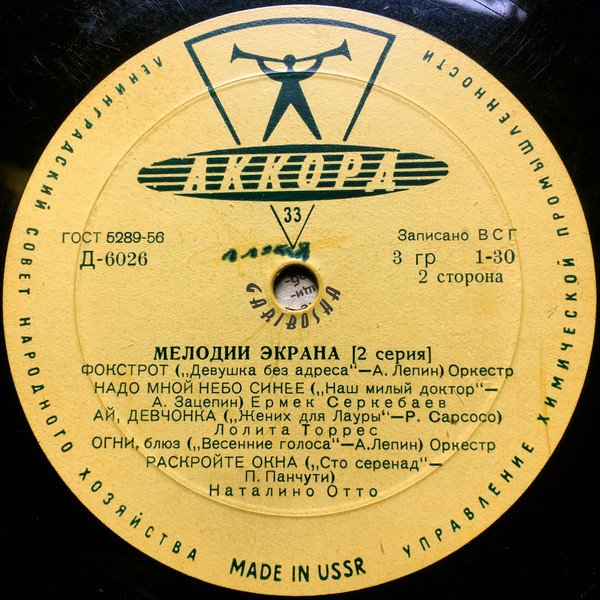 ЛЕНИНГРАДСКИЙ СОВЕТ НАРОДНОГО ХОЗЯЙСТВА
УПРАВЛЕНИЕ ХИМИЧЕСКОЙ ПРОМЫШЛЕННОСТИ
АККОРД
33
ГОСТ 5289-56
Д-6026
Записано ВСГ
3 гр 1-30
2 сторона
GARIBOSHA
МЕЛОДИИ ЭКРАНА [2 серия]
ФОКСТРОТ („Девушка без адреса“—А. Лепин) Оркестр
НАДО МНОЙ НЕБО СИНЕЕ („Наш милый доктор“—
А. Зацепин) Ермек Серкебаев
АЙ, ДЕВЧОНКА („Жених для Лауры“—Р. Сарсосо)
Лолита Торрес
ОГНИ, блюз („Весенние голоса“—А.Лепин) Оркестр
РАСКРОЙТЕ ОКНА („Сто серенад“—
П. Панчути)
Наталино Отто
MADE IN USSR